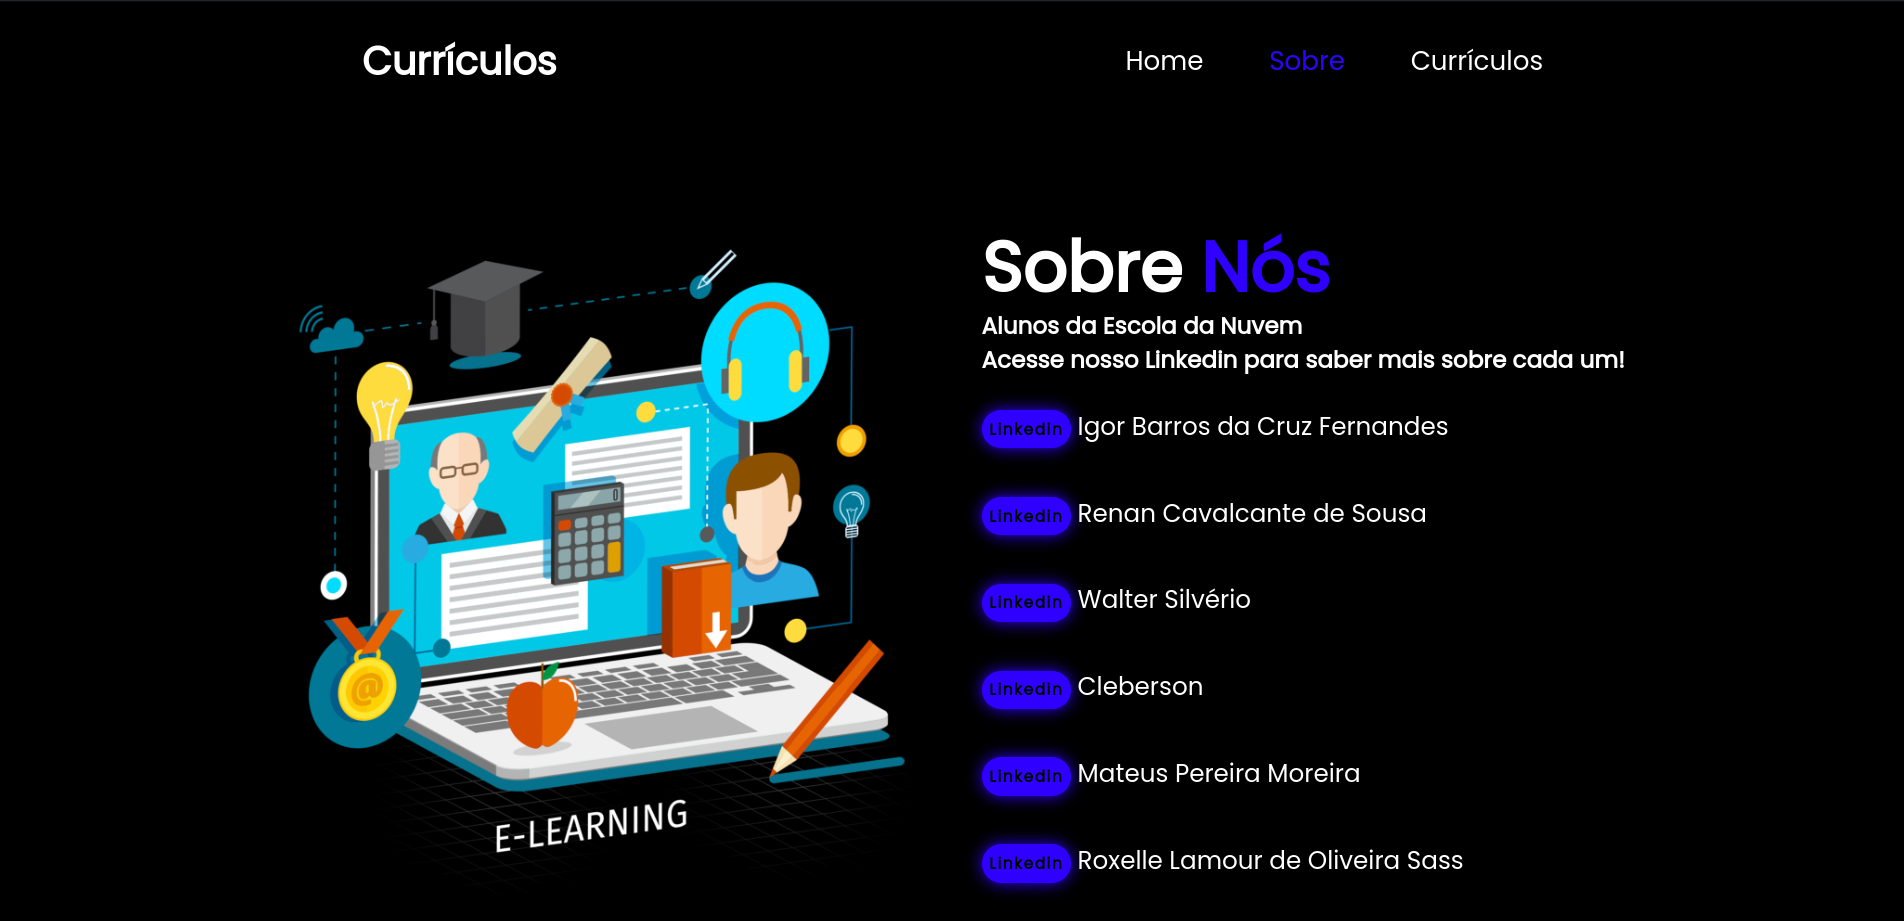 Currículos
Home Sobre Currículos
Sobre Nós
Alunos da Escola da Nuvem
Acesse nosso Linkedin para saber mais sobre cada um!
Linkedin Igor Barros da Cruz Fernandes
Linkedin Renan Cavalcante de Sousa
Linkedin Walter Silvério
Linkedin Cleberson
Linkedin Mateus Pereira Moreira
Linkedin Roxelle Lamour de Oliveira Sass
0
@
E-LEARNING